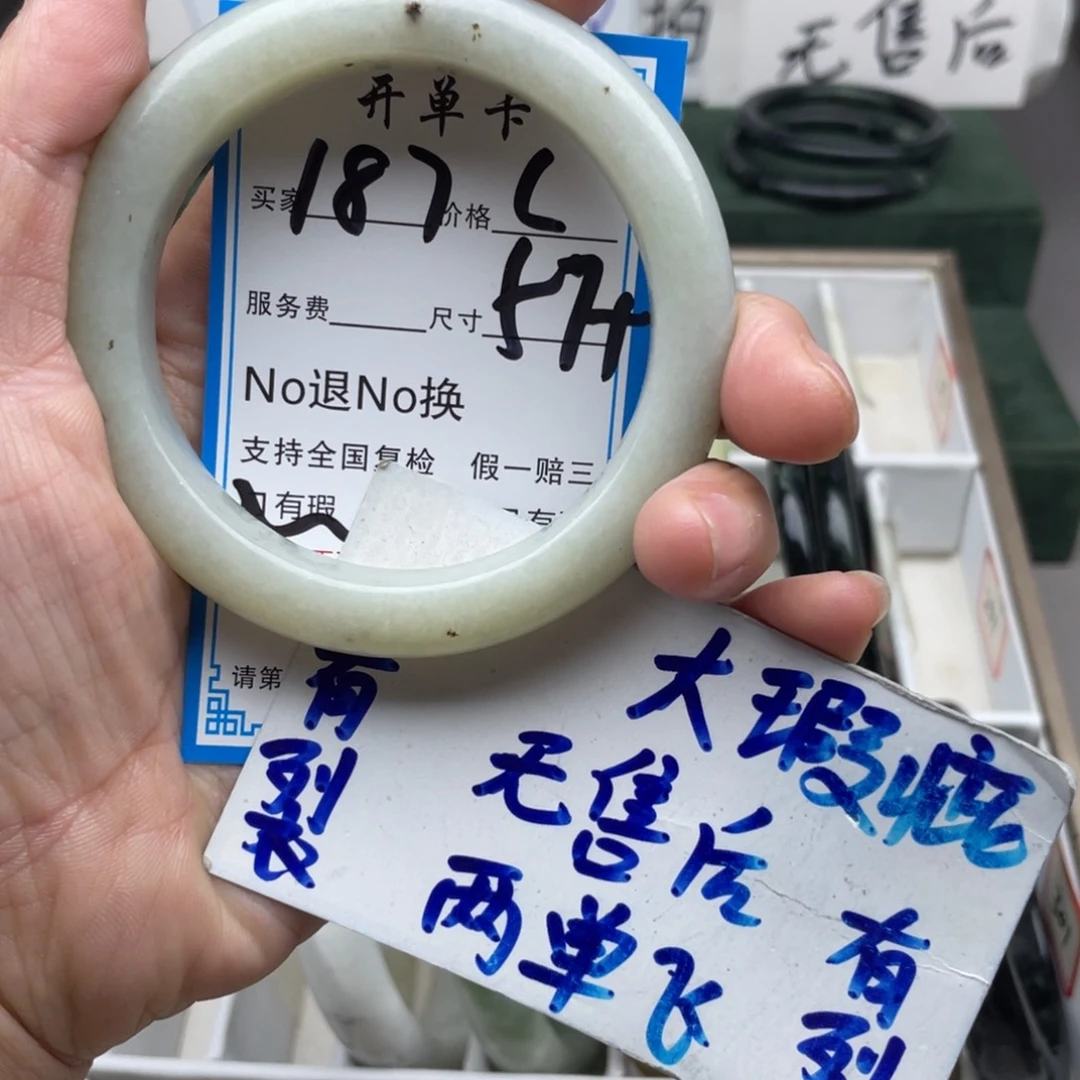 无售后
开单卡
买家 187 价格 L
服务费 尺寸 57H
No退No换
支持全国复检 假一赔三
有瑕
请第
有裂
大瑕疵
无售后
两单飞
有裂